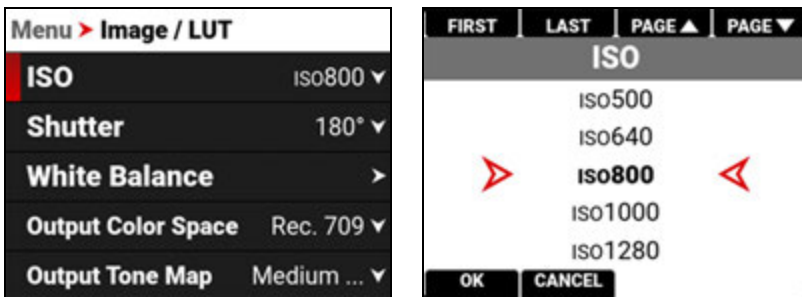 Menu > Image / LUT
ISO ISO800
Shutter 180°
White Balance
Output Color Space Rec. 709
Output Tone Map Medium ...
FIRST LAST PAGE▲ PAGE▼
ISO
ISO500
ISO640
ISO800
ISO1000
ISO1280
OK CANCEL